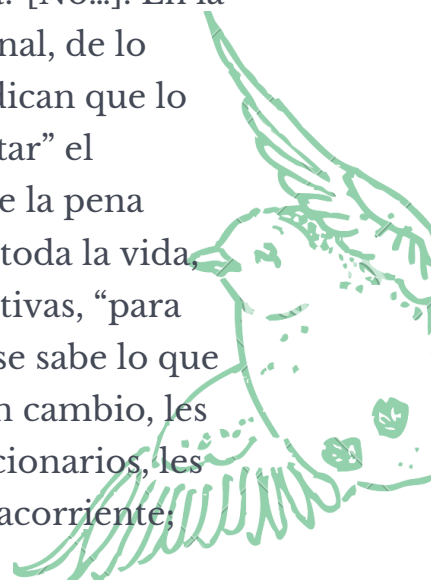 [No...]. En la
nal, de lo
dican que lo
tar” el
e la pena
toda la vida,
tivas, “para
se sabe lo que
n cambio, les
cionarios, les
acorriente;